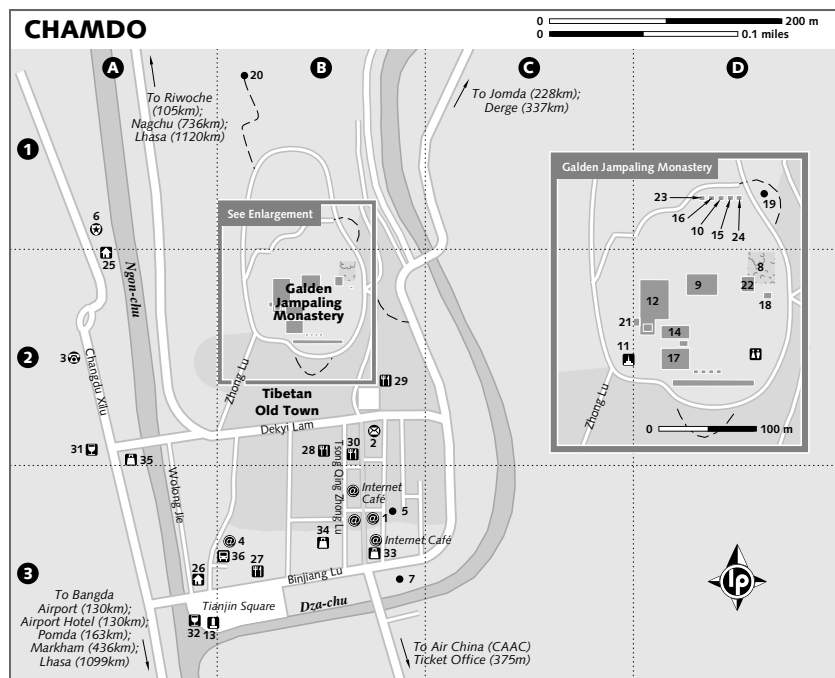 CHAMDO
0 200 m
0 0.1 miles
A B C D
1
2
3
To Riwoche
(105km);
Nagchu (736km);
Lhasa (1120km)
20
To Jomda (228km);
Derge (337km)
6
25
Ngon-chu
See Enlargement
Galden
Jampaling
Monastery
Galden Jampaling Monastery
23
16
10
15
24
19
8
9
22
12
18
21
14
11
17
Zhong Lu
0 100 m
3
Changdu Xilu
Zhong Lu
29
Tibetan
Old Town
Dekyi Lam
31
35
28
30
2
Tsong Qing Zhong Lu
Wolong Jie
@ Internet
Café
@
@ 1
5
@ 4
34
@ Internet Café
33
36
27
26
Binjiang Lu
7
Tianjin Square
Dza-chu
32
13
To Bangda
Airport (130km);
Airport Hotel (130km);
Pomda (163km);
Markham (436km);
Lhasa (1099km)
To Air China (CAAC)
Ticket Office (375m)
lp